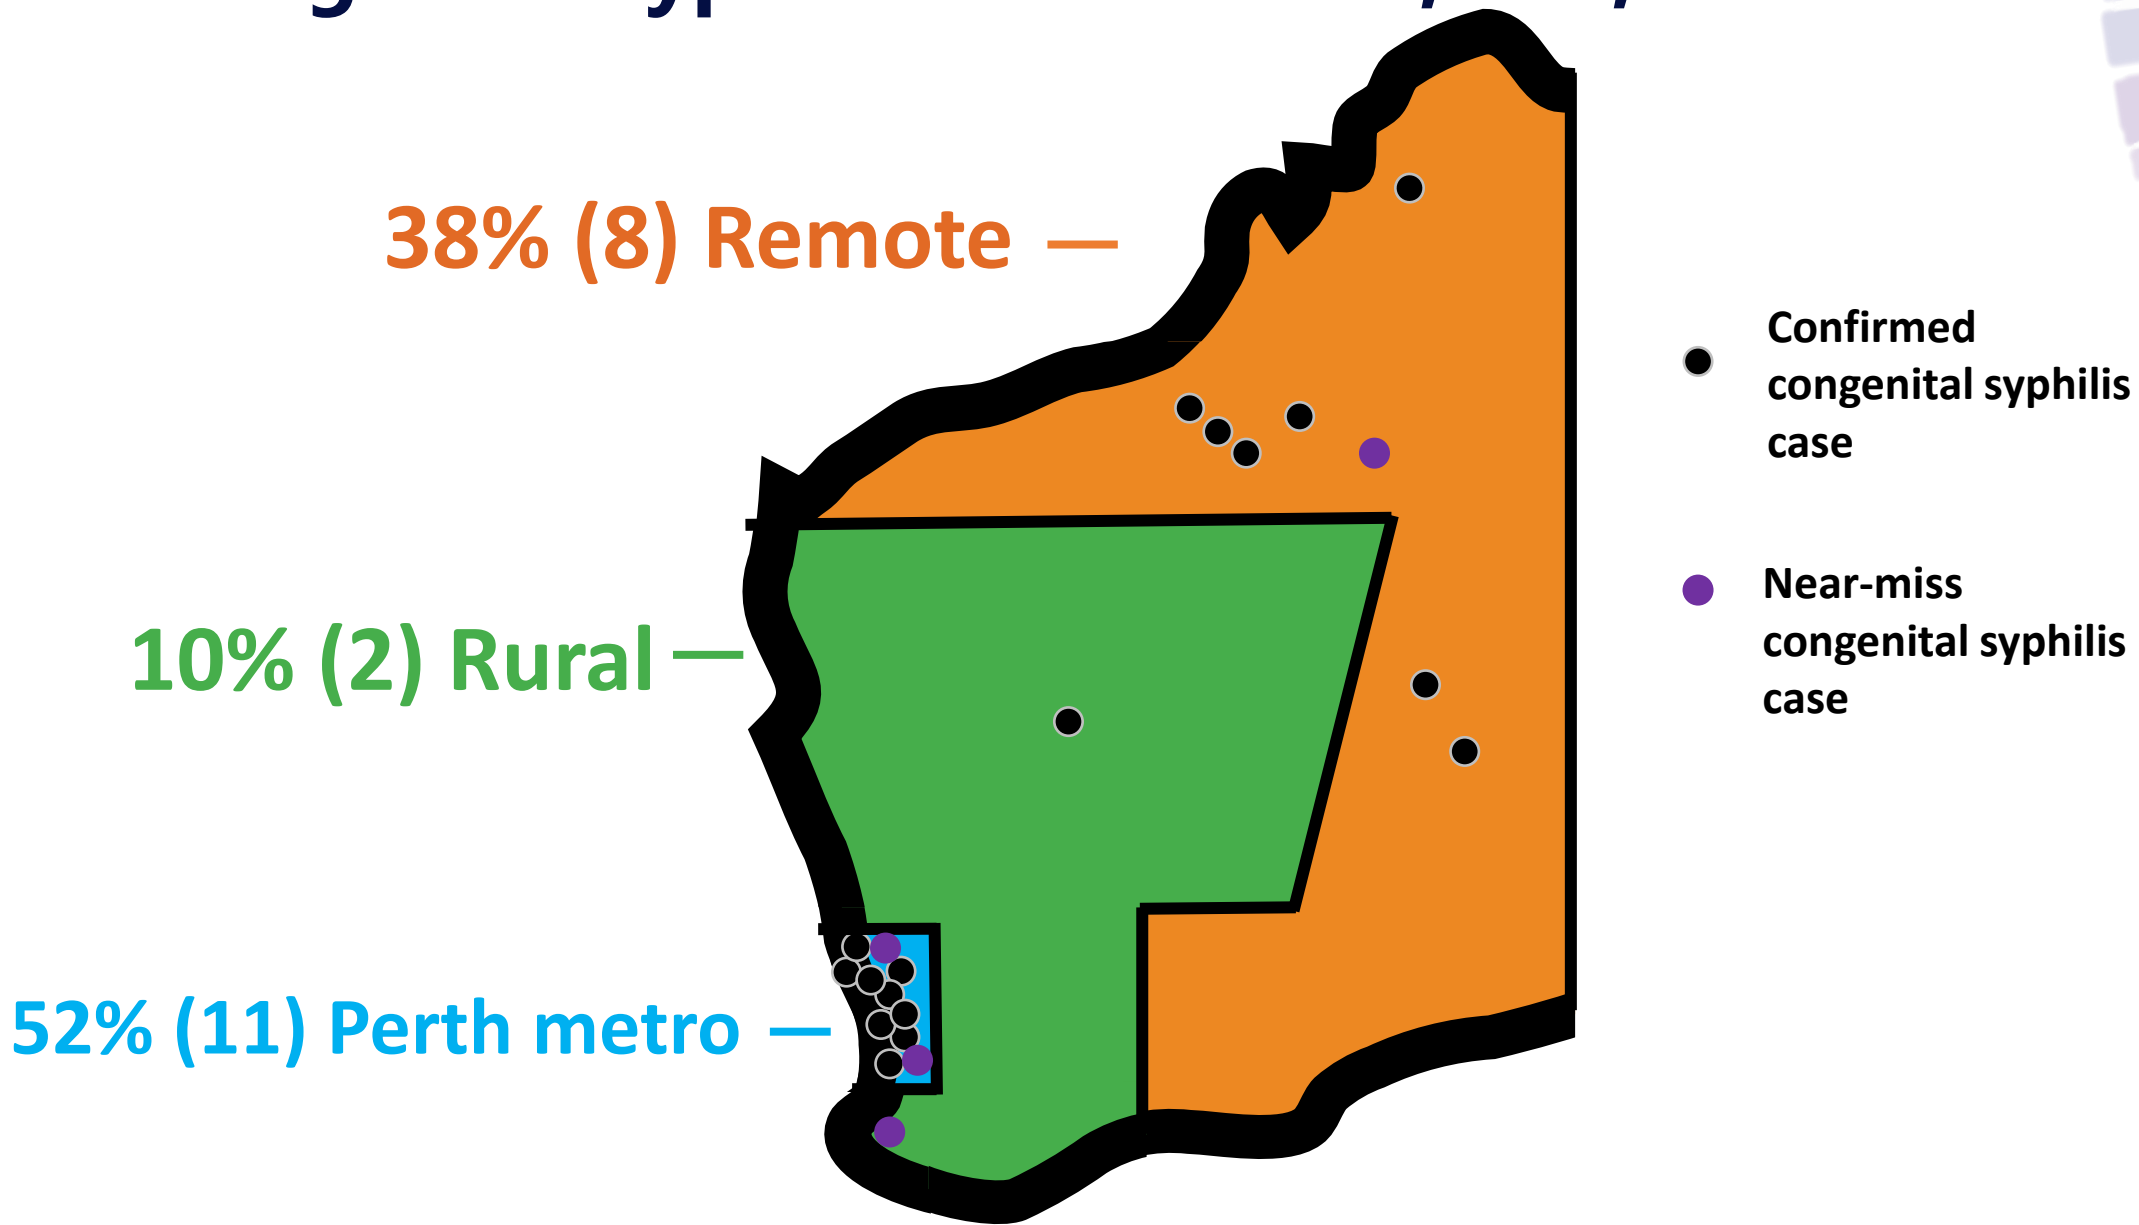 38% (8) Remote
Confirmed
congenital syphilis
case
Near-miss
congenital syphilis
case
10% (2) Rural
52% (11) Perth metro